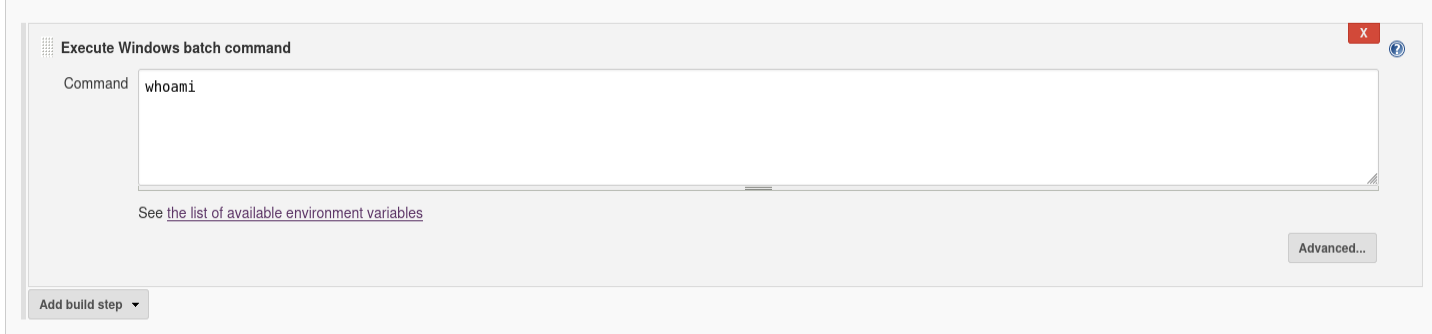 Execute Windows batch command
X
?
Command
whoami
See the list of available environment variables
Advanced...
Add build step